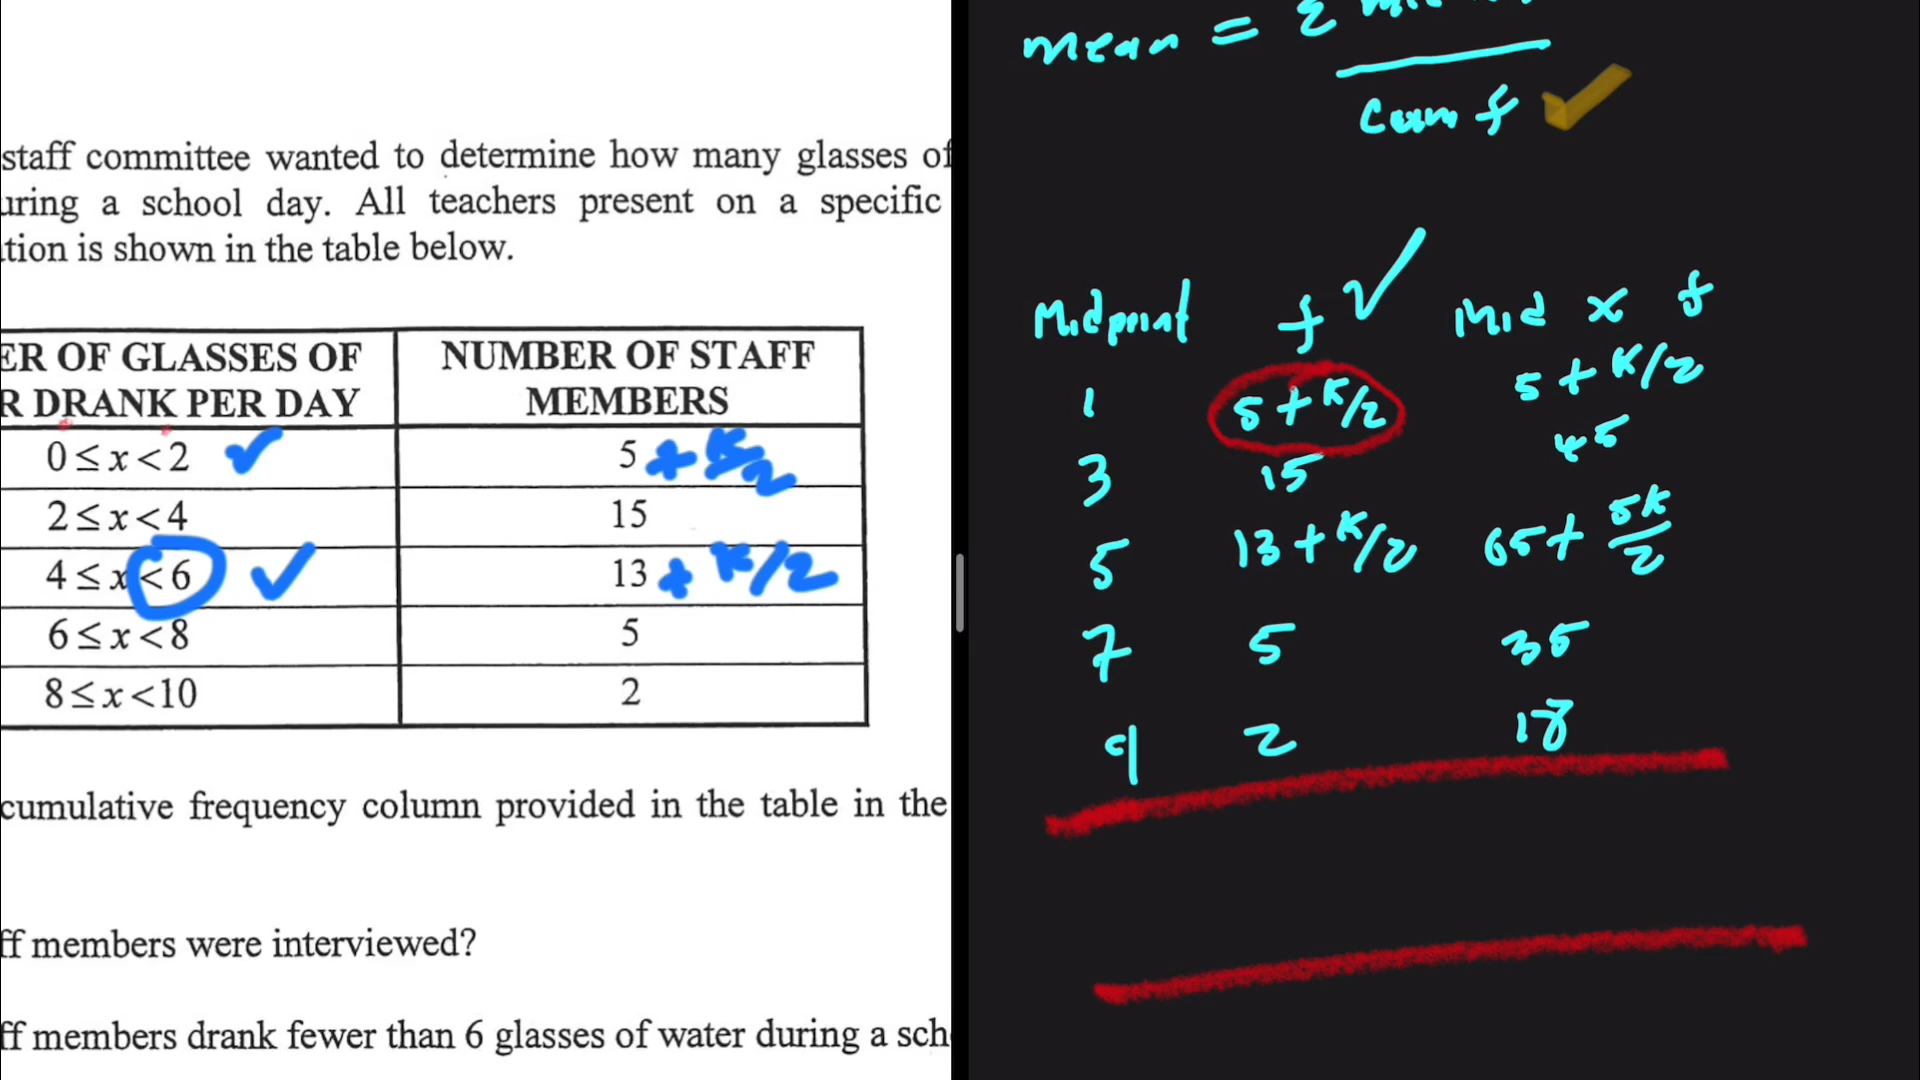 staff committee wanted to determine how many glasses of
uring a school day. All teachers present on a specific
tion is shown in the table below.
ER OF GLASSES OF
R DRANK PER DAY
NUMBER OF STAFF
MEMBERS
0 ≤ x < 2 5 + K/2
2 ≤ x < 4 15
4 ≤ x < 6 13 + K/2
6 ≤ x < 8 5
8 ≤ x < 10 2
cumulative frequency column provided in the table in the
ff members were interviewed?
ff members drank fewer than 6 glasses of water during a sch
mean = Σ
Cum f
Midpoint f Mid x f
1 5 + K/2 5 + K/2
3 15 45
5 13 + K/2 65 + 5K/2
7 5 35
9 2 18